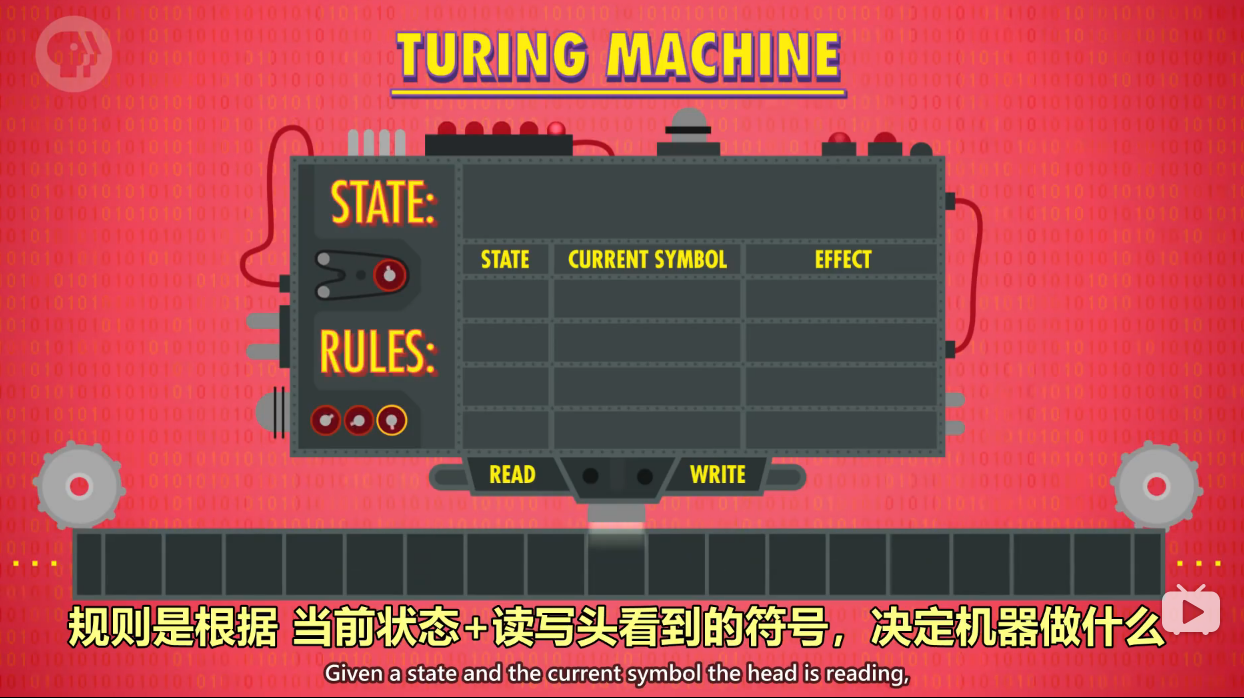 TURING MACHINE
STATE:
STATE CURRENT SYMBOL EFFECT
RULES:
READ WRITE
规则是根据 当前状态+读写头看到的符号，决定机器做什么
Given a state and the current symbol the head is reading,